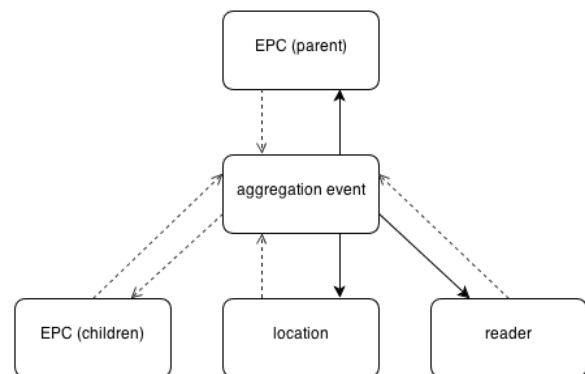 EPC (parent)
aggregation event
EPC (children)
location
reader